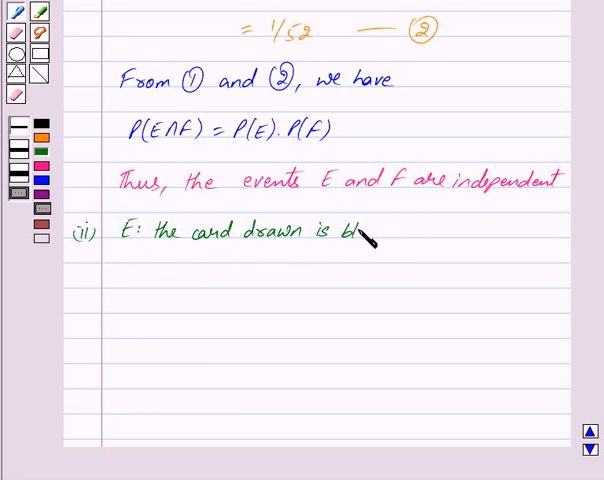 = 1/52 — ②
From ① and ②, we have
P(E∩F) = P(E). P(F)
Thus, the events E and F are independent
(ii) E: the card drawn is bl